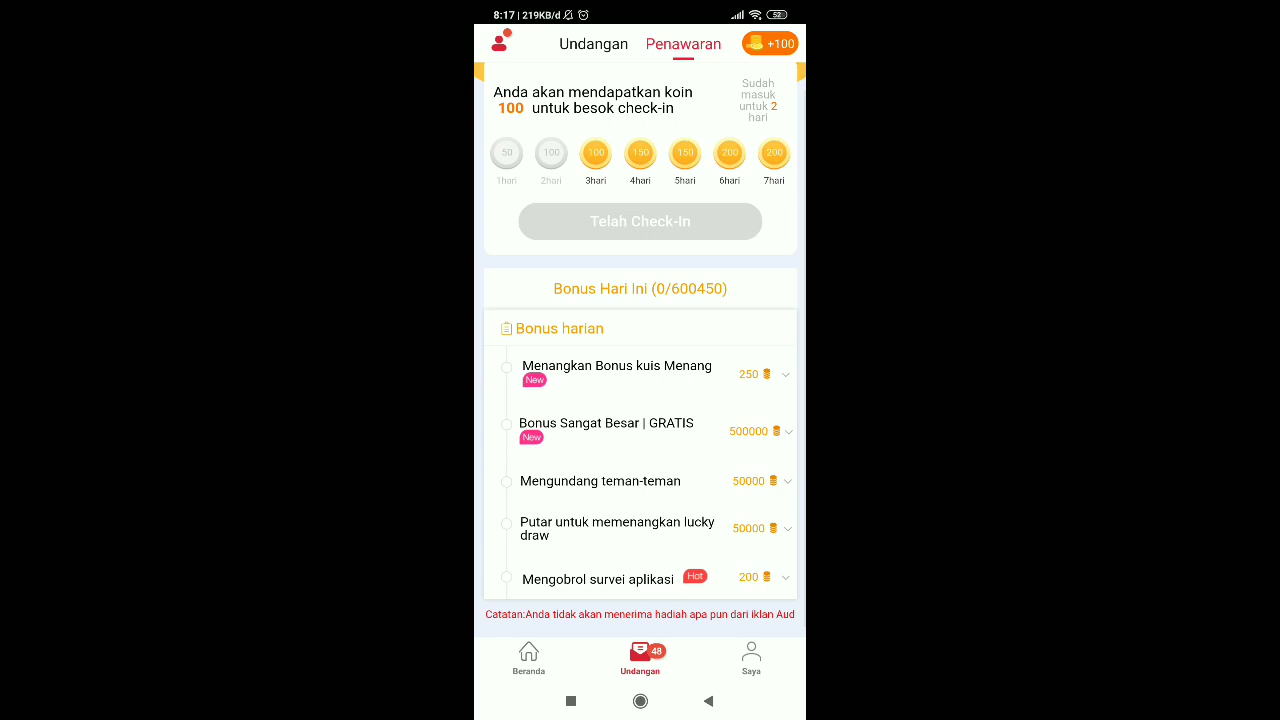 8:17 | 219KB/d
52
Undangan
Penawaran
+100
Anda akan mendapatkan koin
100 untuk besok check-in
Sudah
masuk
untuk 2
hari
50
100
100
150
150
200
200
1hari
2hari
3hari
4hari
5hari
6hari
7hari
Telah Check-In
Bonus Hari Ini (0/600450)
Bonus harian
Menangkan Bonus kuis Menang
New
250
Bonus Sangat Besar | GRATIS
New
500000
Mengundang teman-teman
50000
Putar untuk memenangkan lucky
draw
50000
Mengobrol survei aplikasi
Hot
200
Catatan:Anda tidak akan menerima hadiah apa pun dari iklan Aud
48
Beranda
Undangan
Saya